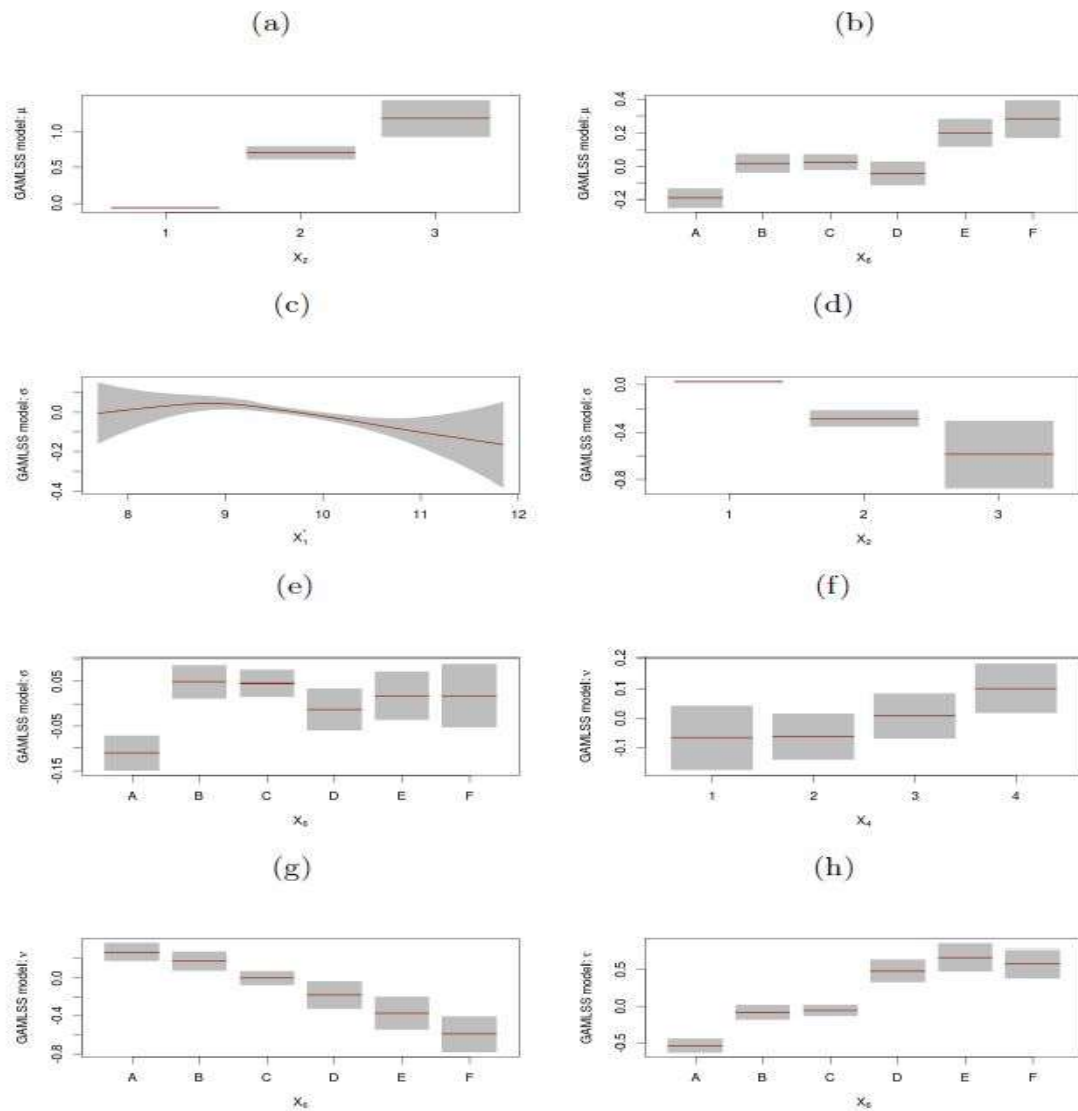 (a)
GAMLSS model: μ
1.0
0.5
0.0
1 2 3
X₂
(b)
GAMLSS model: μ
0.4
0.2
0.0
-0.2
A B C D E F
X₆
(c)
GAMLSS model: σ
0.0
-0.2
-0.4
8 9 10 11 12
X₁*
(d)
GAMLSS model: σ
0.0
-0.4
-0.8
1 2 3
X₂
(e)
GAMLSS model: σ
0.05
-0.05
-0.15
A B C D E F
X₆
(f)
GAMLSS model: ν
0.2
0.1
0.0
-0.1
1 2 3 4
X₄
(g)
GAMLSS model: ν
0.0
-0.4
-0.8
A B C D E F
X₆
(h)
GAMLSS model: τ
0.5
0.0
-0.5
A B C D E F
X₆